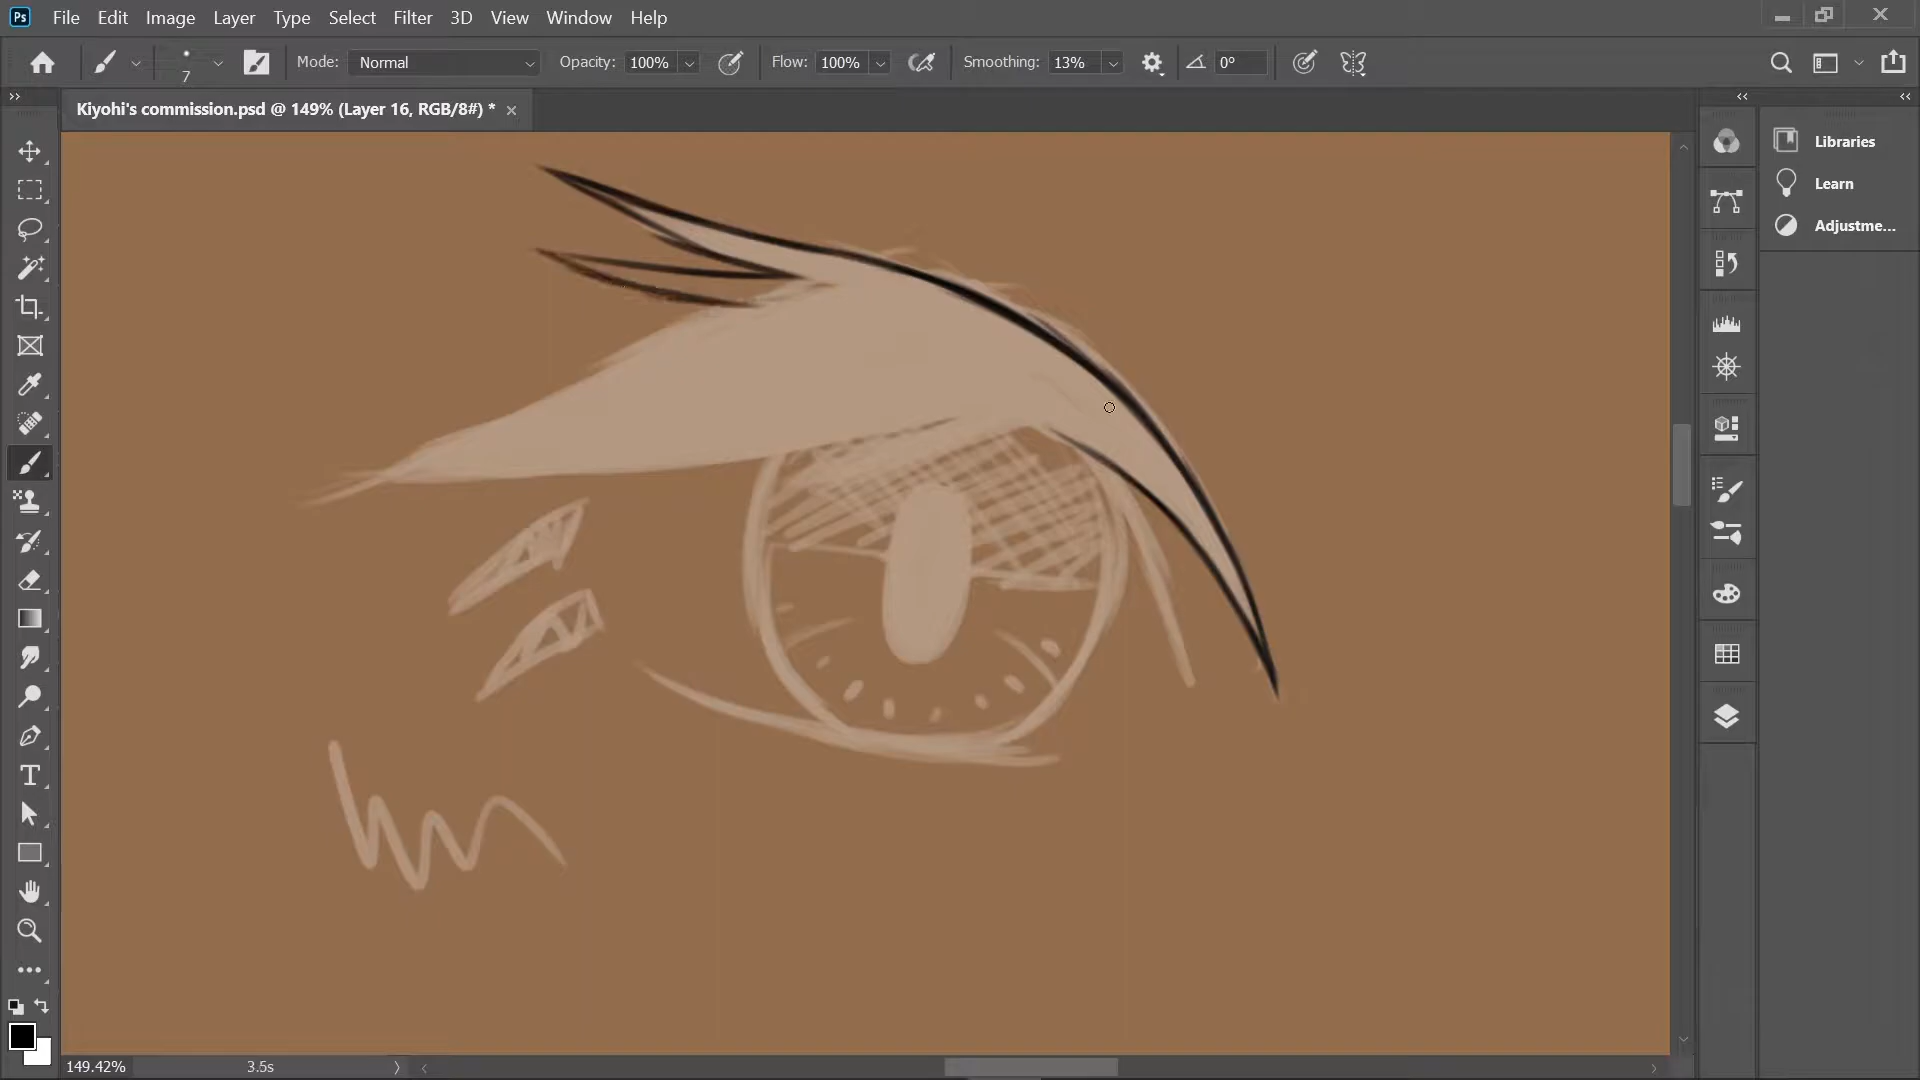 Ps File Edit Image Layer Type Select Filter 3D View Window Help
7 Mode: Normal Opacity: 100% Flow: 100% Smoothing: 13% 0°
Kiyohi's commission.psd @ 149% (Layer 16, RGB/8#) *
Libraries
Learn
Adjustme...
149.42% 3.5s